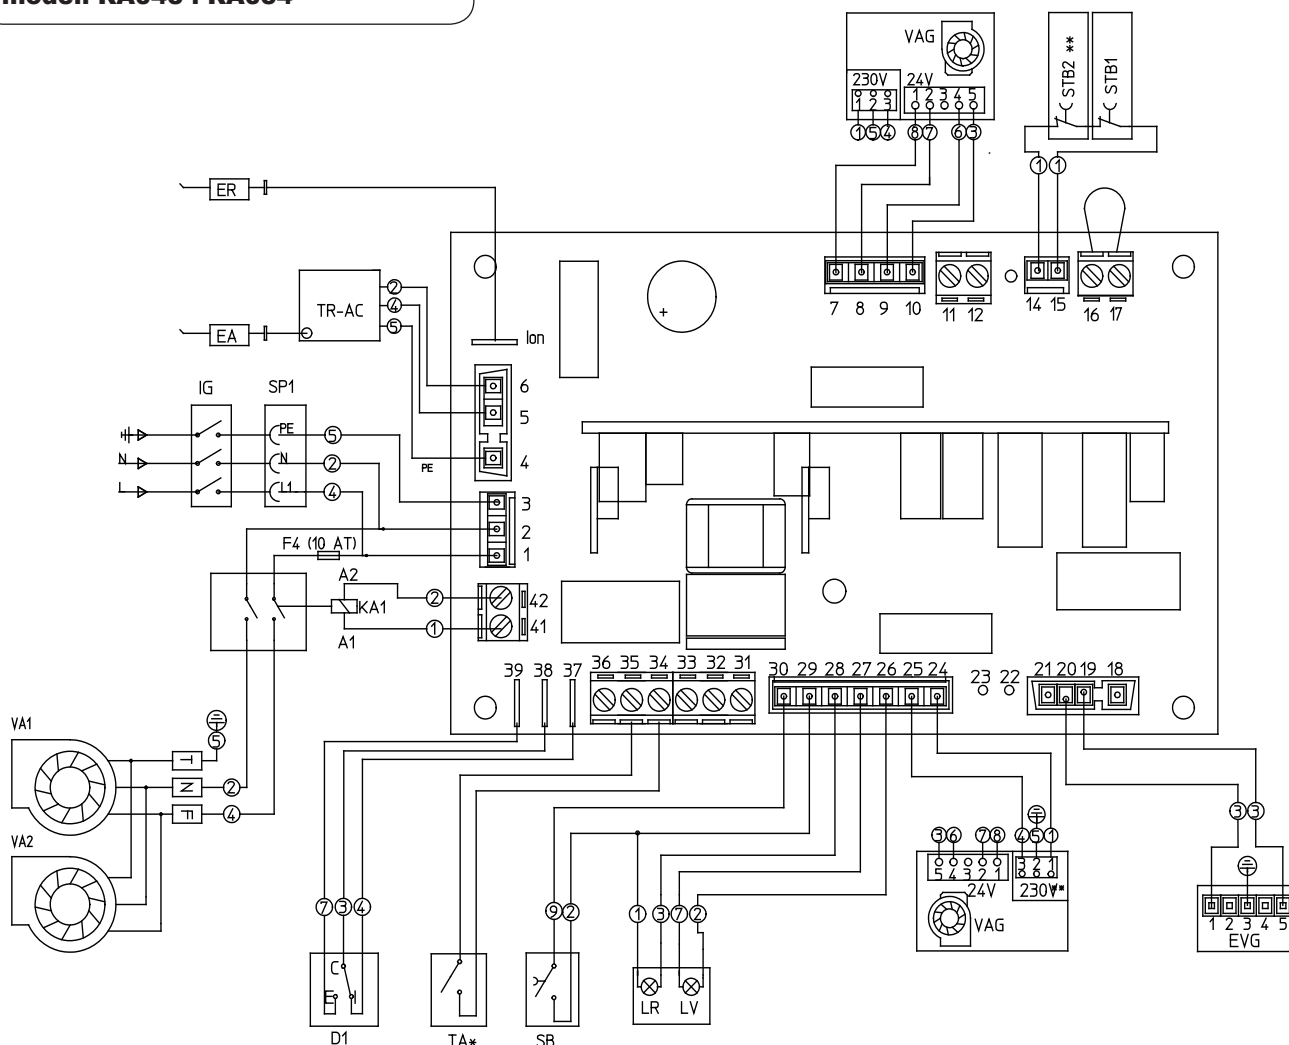 VAG
230V 24V
1 2 3 1 2 3 4 5
1 5 4 8 7 6 3
STB2 **
STB1
1 1
ER
7 8 9 10 11 12 14 15 16 17
TR-AC
2
4
5
EA
Ion
6
5
4
PE
IG SP1
PE 5
N N 2
L L1 4
3
2
1
F4 (10 AT)
A2
KA1
A1
2
1
42
41
39 38 37 36 35 34 33 32 31 30 29 28 27 26 25 24 23 22 21 20 19 18
VA1
5
T
N 2
F 4
VA2
7 3 4
C
E I
D1
TA*
9 2
SB
1 3 7 2
LR LV
3 6 7 8 4 5 1
5 4 3 2 1 3 2 1
24V 230V**
VAG
3 3
1 2 3 4 5
EVG